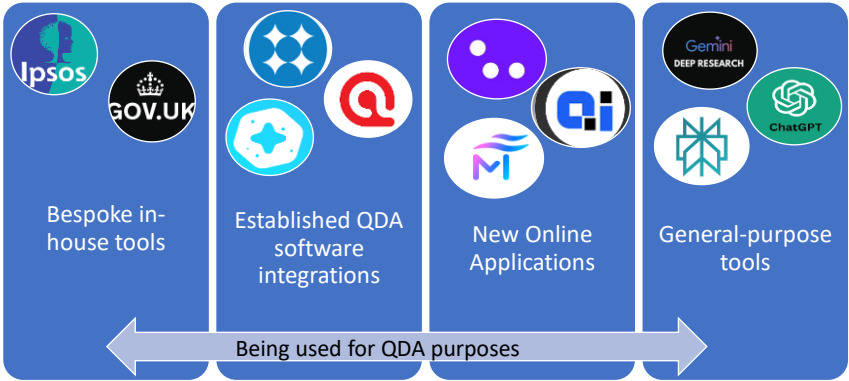 Ipsos
GOV.UK
Qi
M
Gemini
DEEP RESEARCH
ChatGPT
Bespoke in-
house tools
Established QDA
software
integrations
New Online
Applications
General-purpose
tools
Being used for QDA purposes